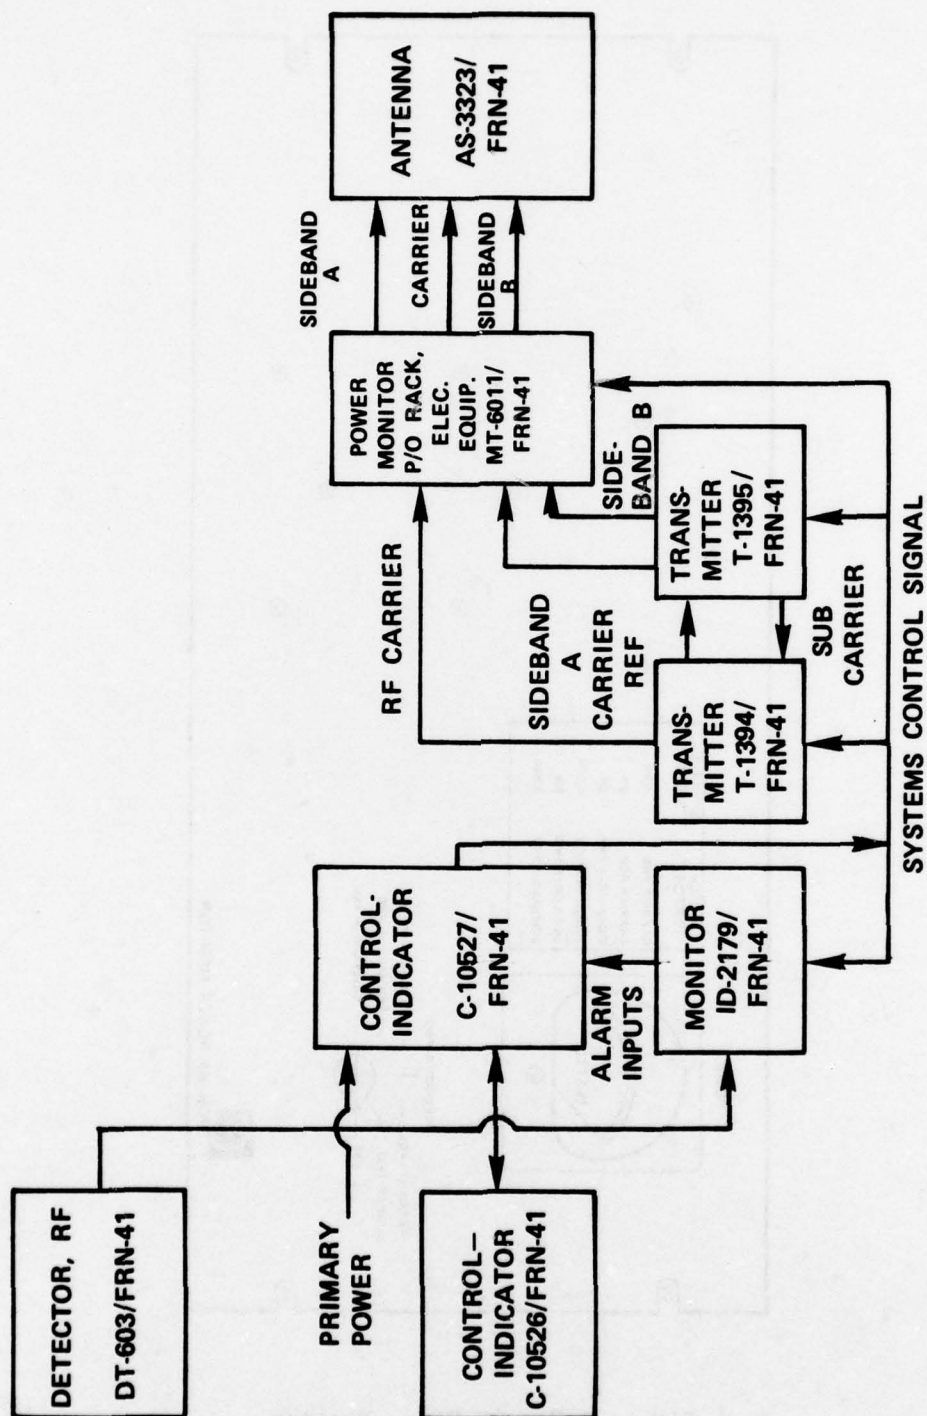 DETECTOR, RF
DT-603/FRN-41
PRIMARY
POWER
CONTROL—
INDICATOR
C-10526/FRN-41
CONTROL-
INDICATOR
C-10527/
FRN-41
ALARM
INPUTS
MONITOR
ID-2179/
FRN-41
RF CARRIER
SIDEBAND
A
CARRIER
REF
TRANS-
MITTER
T-1394/
FRN-41
SUB
CARRIER
TRANS-
MITTER
T-1395/
FRN-41
SIDE-
BAND B
POWER
MONITOR
P/O RACK,
ELEC.
EQUIP.
MT-6011/
FRN-41
SIDEBAND
A
CARRIER
SIDEBAND
B
ANTENNA
AS-3323/
FRN-41
SYSTEMS CONTROL SIGNAL